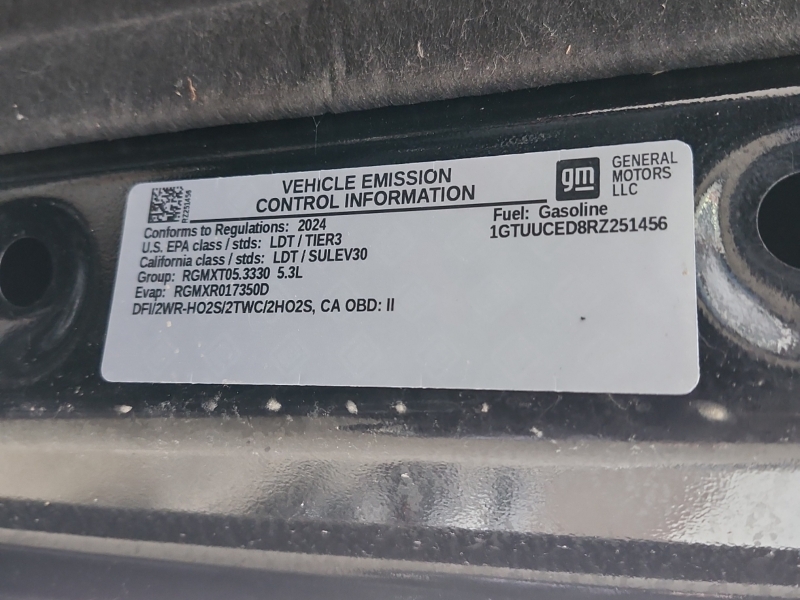 VEHICLE EMISSION
CONTROL INFORMATION
gm
GENERAL
MOTORS
LLC
RZ251456
Conforms to Regulations: 2024
U.S. EPA class / stds: LDT / TIER3
California class / stds: LDT / SULEV30
Group: RGMXT05.3330 5.3L
Evap: RGMXR017350D
DFI/2WR-HO2S/2TWC/2HO2S, CA OBD: II
Fuel: Gasoline
1GTUUCED8RZ251456